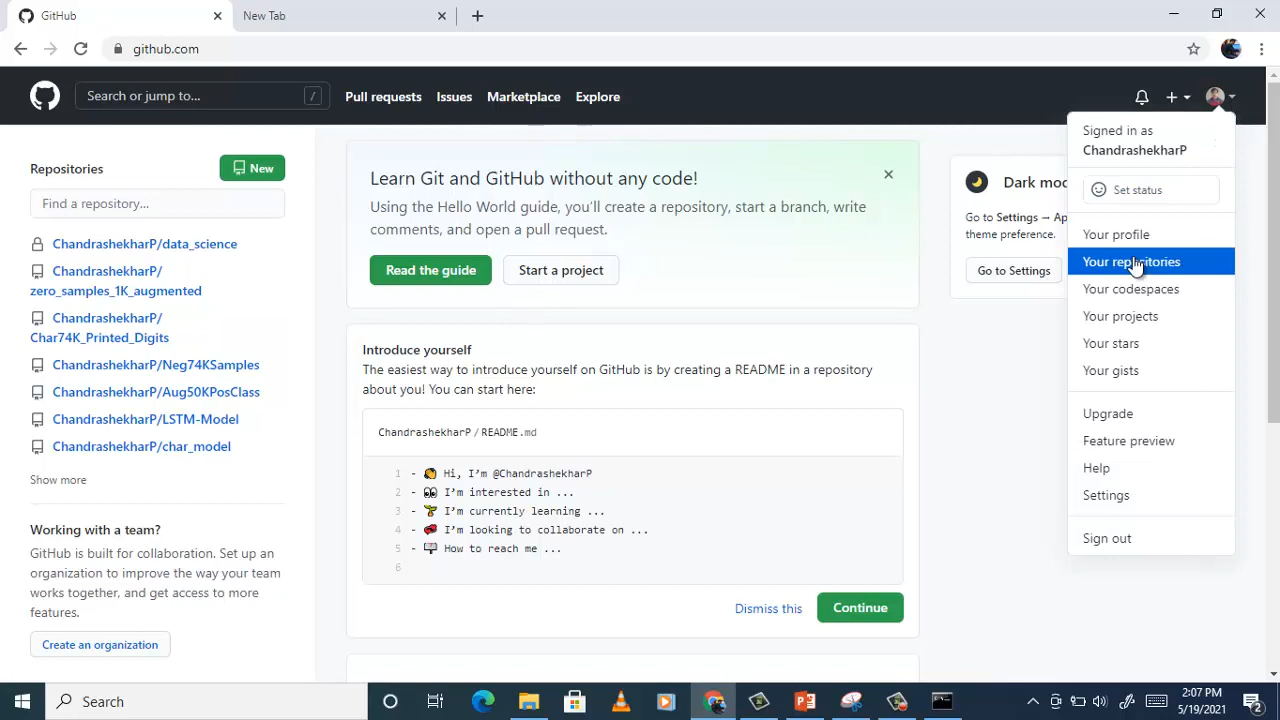 GitHub
New Tab
github.com
Search or jump to...
/
Pull requests
Issues
Marketplace
Explore
Signed in as
ChandrashekharP
Set status
Your profile
Your repositories
Your codespaces
Your projects
Your stars
Your gists
Upgrade
Feature preview
Help
Settings
Sign out
Repositories
New
Find a repository...
ChandrashekharP/data_science
ChandrashekharP/
zero_samples_1K_augmented
ChandrashekharP/
Char74K_Printed_Digits
ChandrashekharP/Neg74KSamples
ChandrashekharP/Aug50KPosClass
ChandrashekharP/LSTM-Model
ChandrashekharP/char_model
Show more
Working with a team?
GitHub is built for collaboration. Set up an
organization to improve the way your team
works together, and get access to more
features.
Create an organization
Learn Git and GitHub without any code!
Using the Hello World guide, you’ll create a repository, start a branch, write
comments, and open a pull request.
Read the guide
Start a project
Introduce yourself
The easiest way to introduce yourself on GitHub is by creating a README in a repository
about you! You can start here:
ChandrashekharP / README.md
1 - 👋 Hi, I’m @ChandrashekharP
2 - 👀 I’m interested in ...
3 - 🌱 I’m currently learning ...
4 - 💞️ I’m looking to collaborate on ...
5 - 📫 How to reach me ...
6
Dismiss this
Continue
Dark mo
Go to Settings → Ap
theme preference.
Go to Settings
Search
2:07 PM
5/19/2021
2